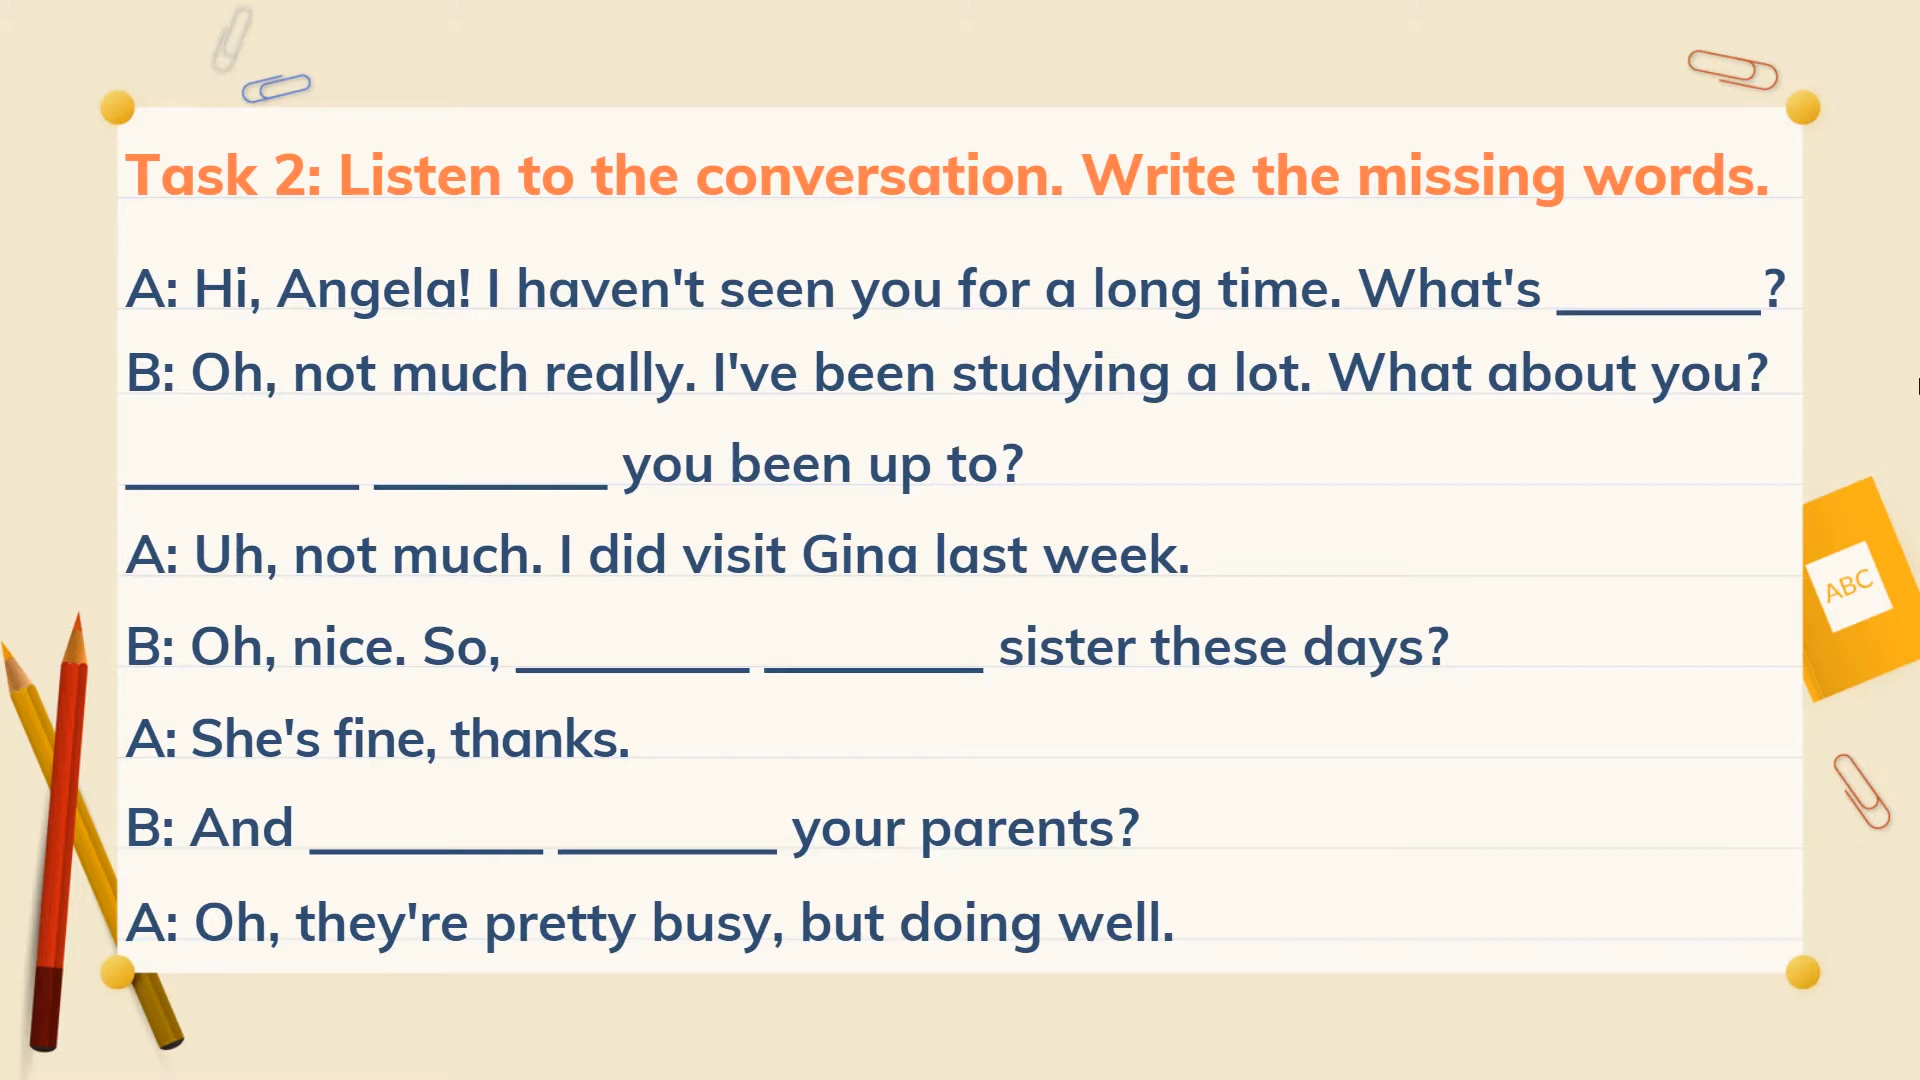 Task 2: Listen to the conversation. Write the missing words.
A: Hi, Angela! I haven't seen you for a long time. What's _______?
B: Oh, not much really. I've been studying a lot. What about you?
________ ________ you been up to?
A: Uh, not much. I did visit Gina last week.
B: Oh, nice. So, ________ ________ sister these days?
A: She's fine, thanks.
B: And ________ ________ your parents?
A: Oh, they're pretty busy, but doing well.
ABC